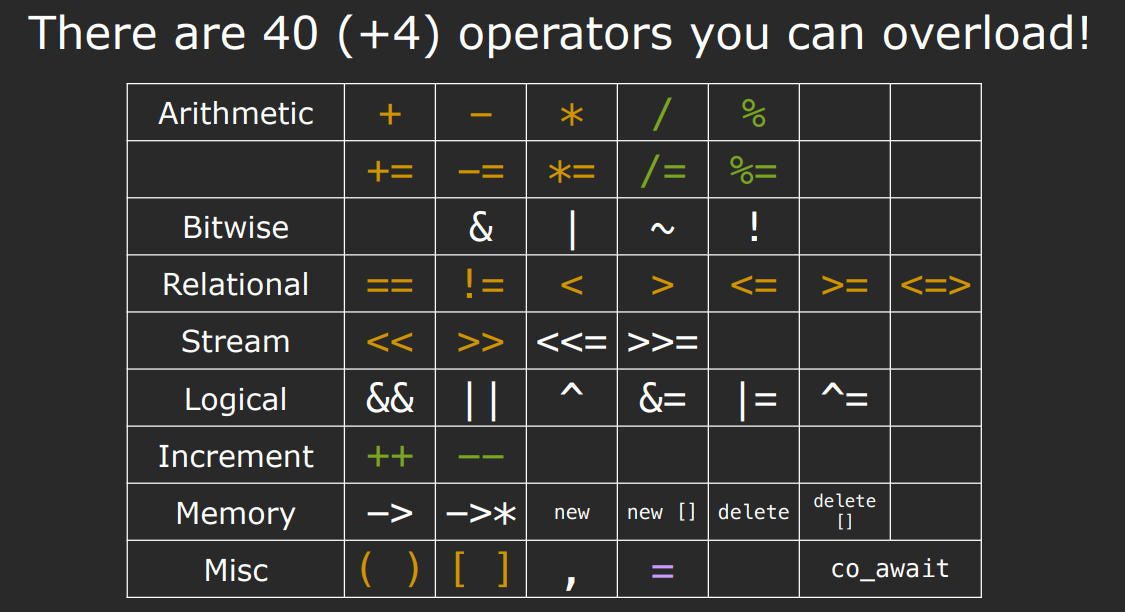 There are 40 (+4) operators you can overload!
Arithmetic + − * / %
+= −= *= /= %=
Bitwise & | ~ !
Relational == != < > <= >= <=>
Stream << >> <<= >>=
Logical && || ^ &= |= ^=
Increment ++ −−
Memory −> −>* new new [] delete delete []
Misc ( ) [ ] , = co_await